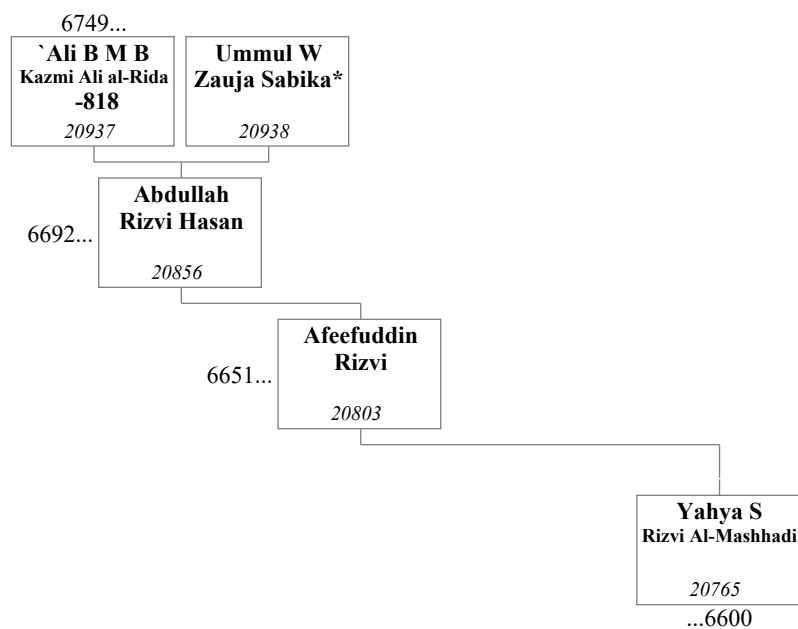 6749...
`Ali B M B
Kazmi Ali al-Rida
-818
20937
Ummul W
Zauja Sabika*
20938
6692...
Abdullah
Rizvi Hasan
20856
6651...
Afeefuddin
Rizvi
20803
Yahya S
Rizvi Al-Mashhadi
20765
...6600